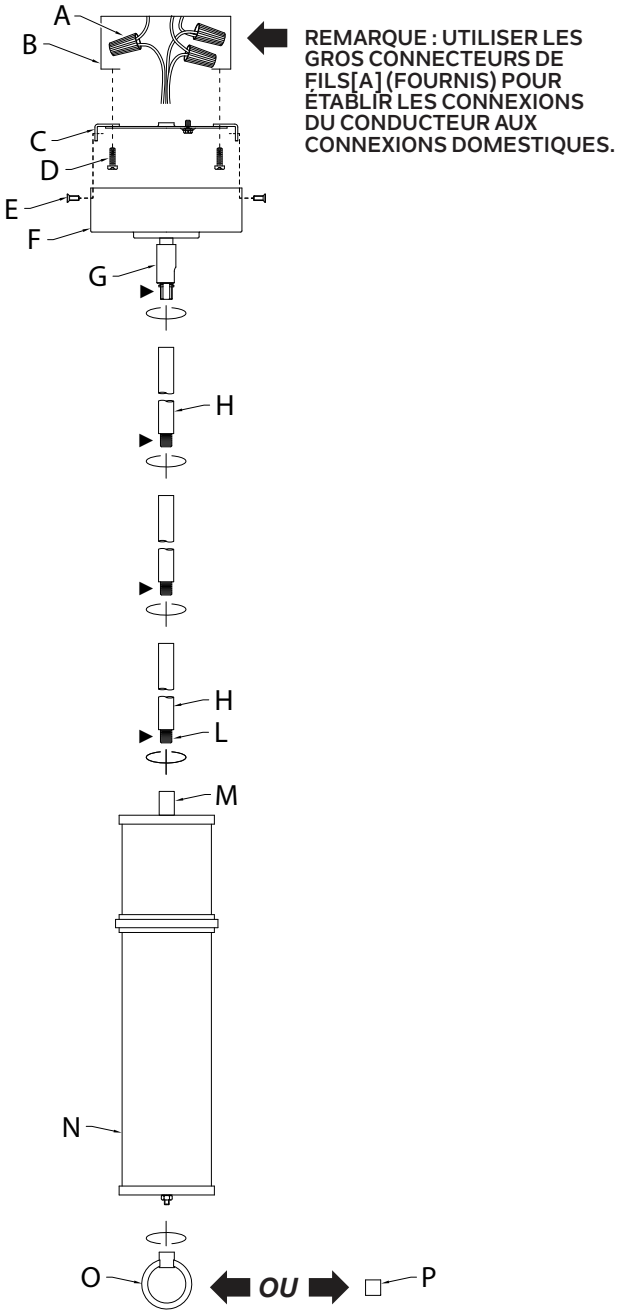 A
B
REMARQUE : UTILISER LES
GROS CONNECTEURS DE
FILS[A] (FOURNIS) POUR
ÉTABLIR LES CONNEXIONS
DU CONDUCTEUR AUX
CONNEXIONS DOMESTIQUES.
C
D
E
F
G
H
H
L
M
N
O
OU
P